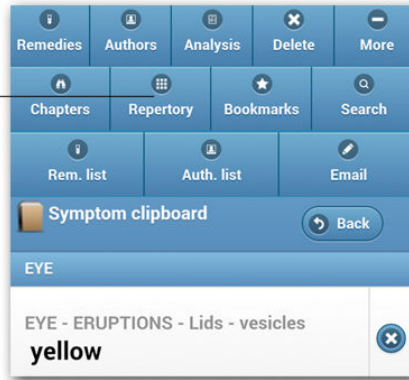 Remedies Authors Analysis Delete More
Chapters Repertory Bookmarks Search
Rem. list Auth. list Email
Symptom clipboard Back
EYE
EYE - ERUPTIONS - Lids - vesicles
yellow